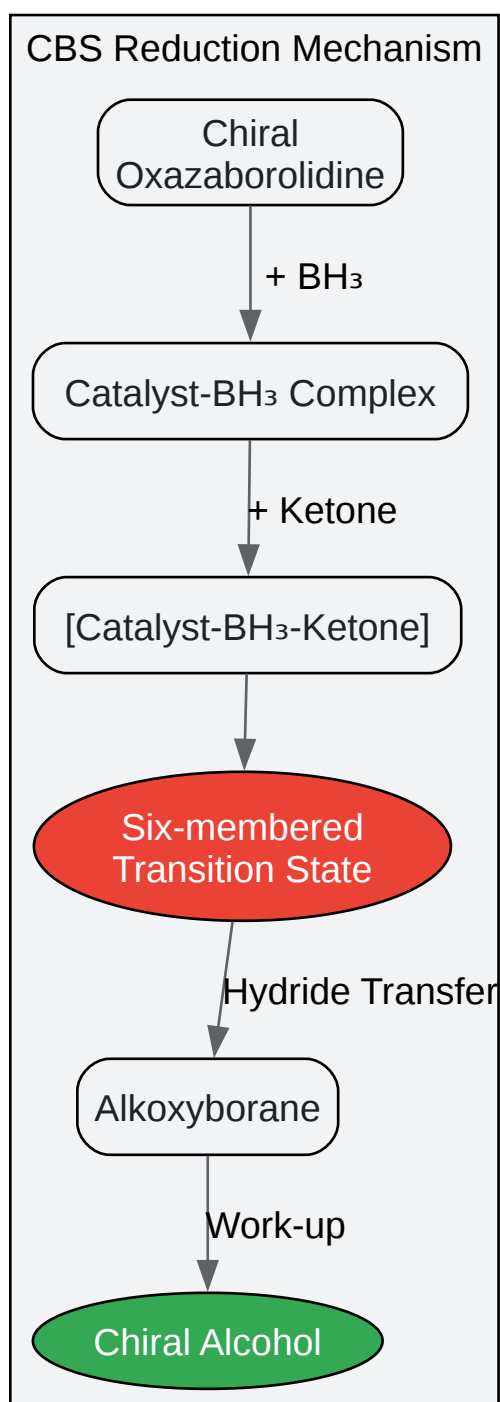 CBS Reduction Mechanism
Chiral
Oxazaborolidine
+ BH₃
Catalyst-BH₃ Complex
+ Ketone
[Catalyst-BH₃-Ketone]
Six-membered
Transition State
Hydride Transfer
Alkoxyborane
Work-up
Chiral Alcohol